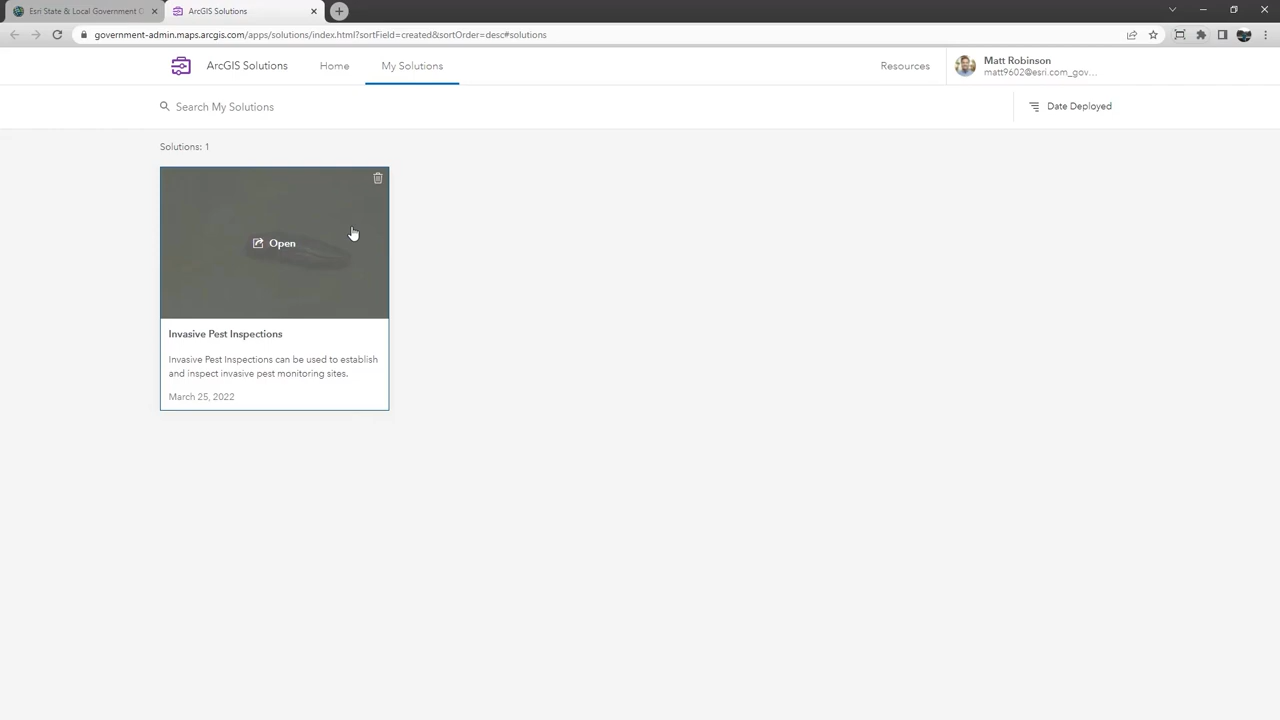 Esri State & Local Government
ArcGIS Solutions
government-admin.maps.arcgis.com/apps/solutions/index.html?sortField=created&sortOrder=desc#solutions
ArcGIS Solutions
Home
My Solutions
Resources
Matt Robinson
matt9602@esri.com_gov...
Search My Solutions
Date Deployed
Solutions: 1
Open
Invasive Pest Inspections
Invasive Pest Inspections can be used to establish
and inspect invasive pest monitoring sites.
March 25, 2022